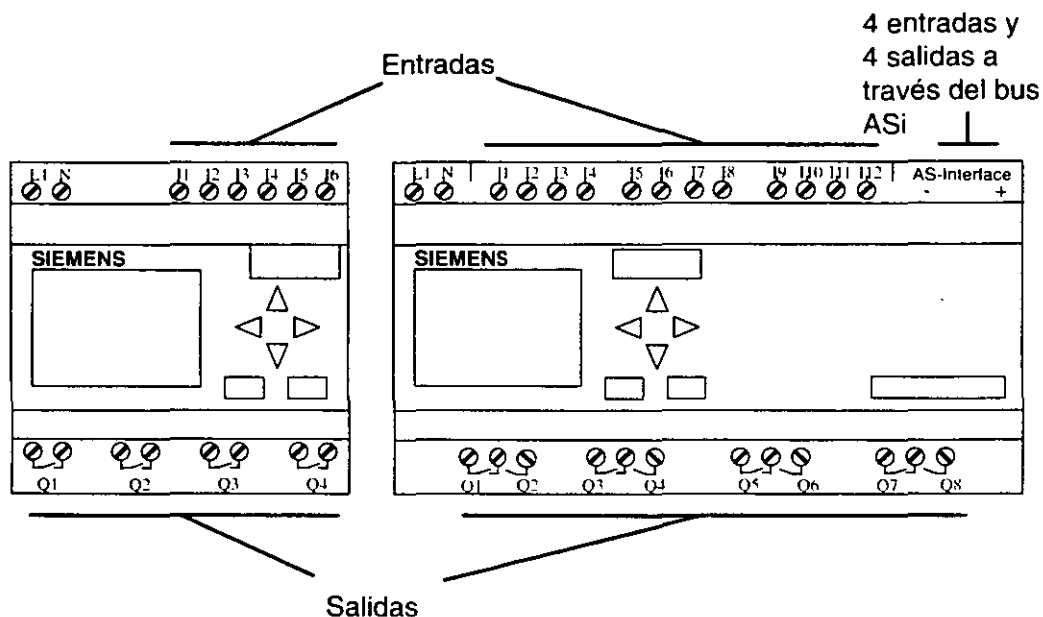 4 entradas y
4 salidas a
través del bus
ASi
Entradas
L1 N I1 I2 I3 I4 I5 I6
L1 N I1 I2 I3 I4 I5 I6 I7 I8 I9 I10 I11 I12 AS-Interface
- +
SIEMENS
SIEMENS
Q1 Q2 Q3 Q4
Q1 Q2 Q3 Q4 Q5 Q6 Q7 Q8
Salidas